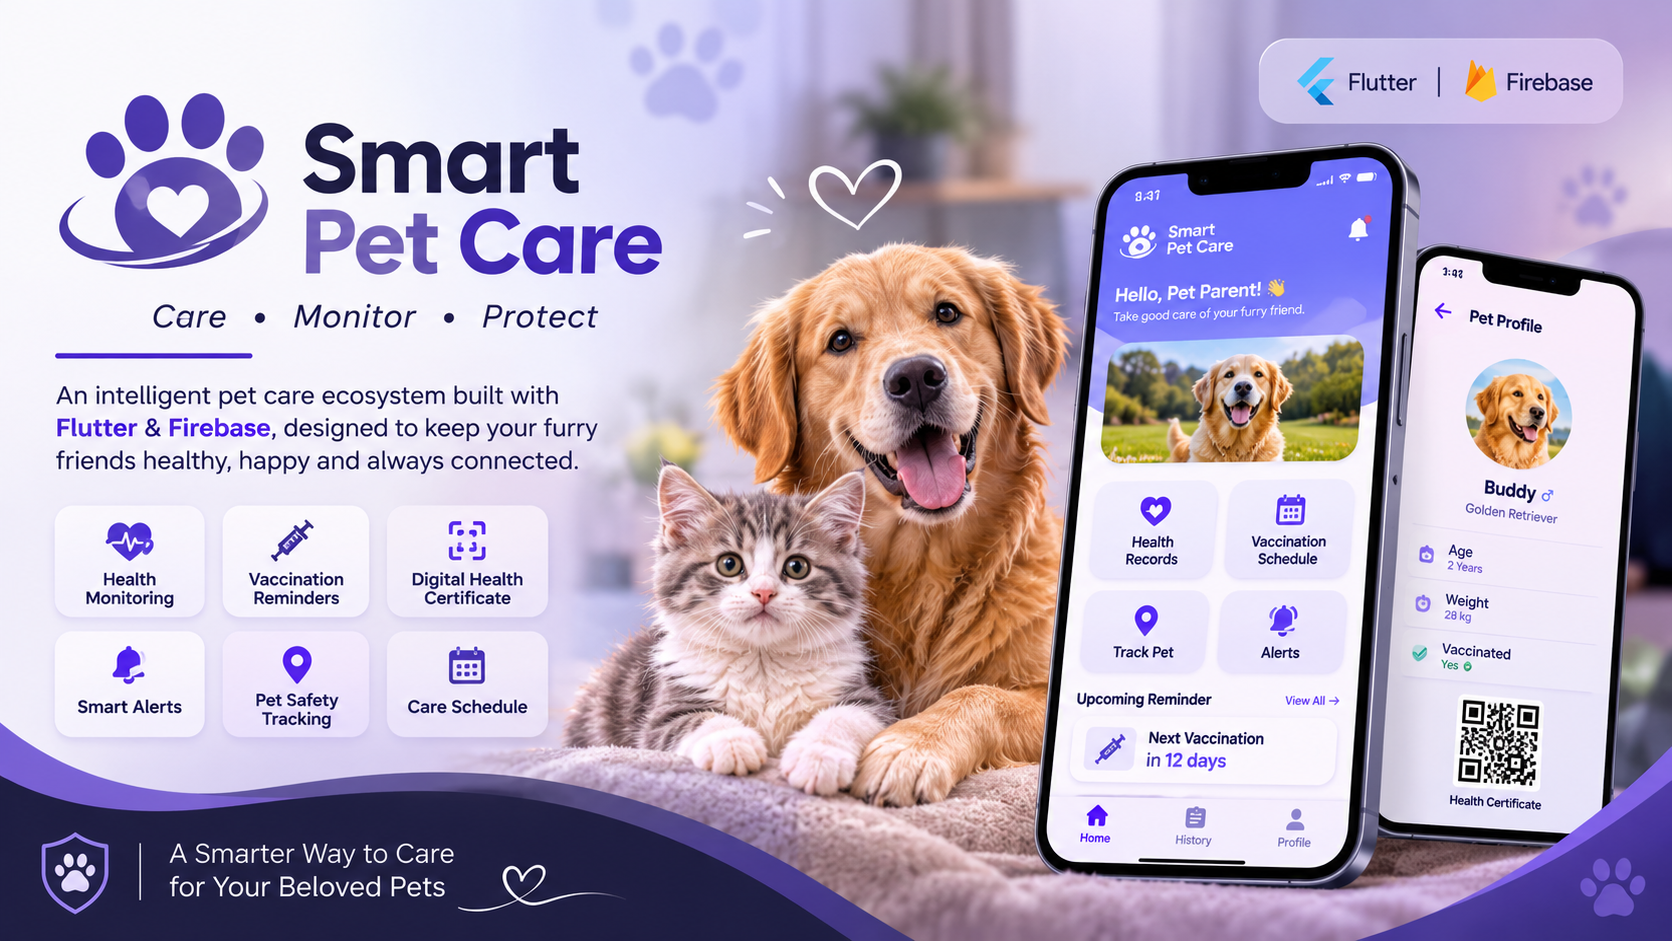 Smart
Pet Care
Care • Monitor • Protect
An intelligent pet care ecosystem built with
Flutter & Firebase, designed to keep your furry
friends healthy, happy and always connected.
Health
Monitoring
Vaccination
Reminders
Digital Health
Certificate
Smart Alerts
Pet Safety
Tracking
Care Schedule
A Smarter Way to Care
for Your Beloved Pets
Flutter | Firebase
Smart
Pet Care
Hello, Pet Parent! 👋
Take good care of your furry friend.
Health
Records
Vaccination
Schedule
Track Pet
Alerts
Upcoming Reminder
View All →
Next Vaccination
in 12 days
Home
History
Profile
Pet Profile
Buddy ♂
Golden Retriever
Age
2 Years
Weight
28 kg
Vaccinated
Yes
Health Certificate